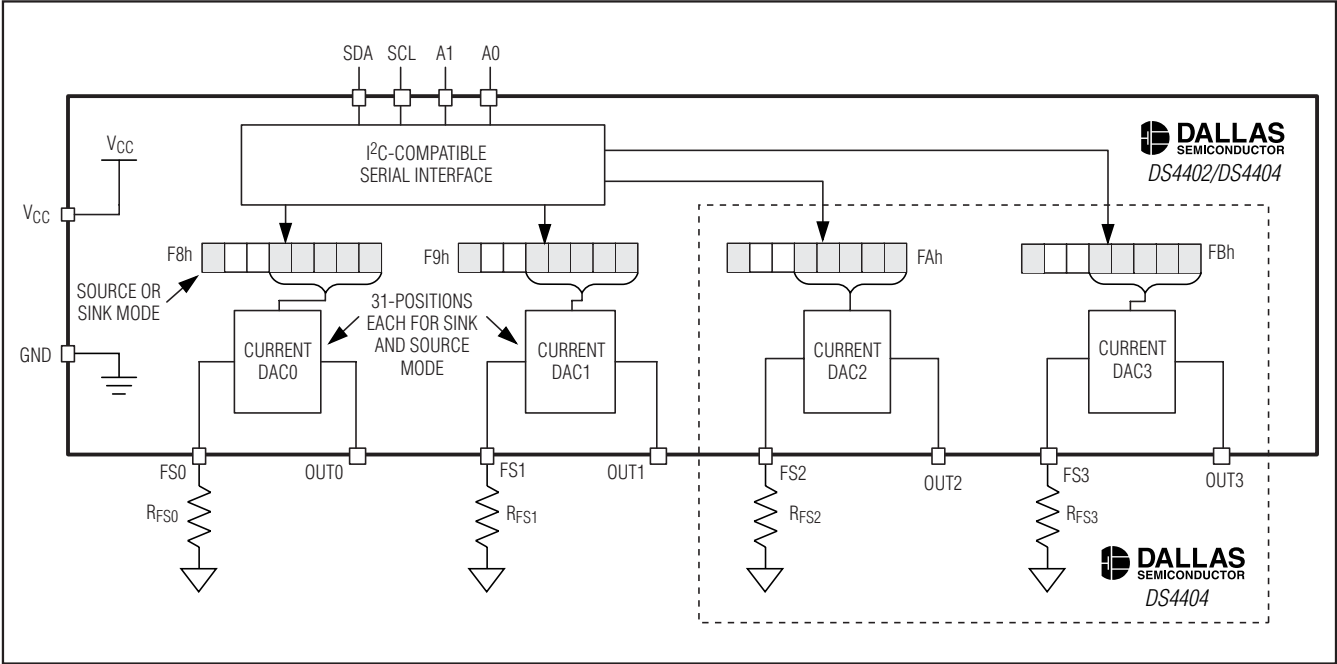 SDA SCL A1 A0
DALLAS
SEMICONDUCTOR
DS4402/DS4404
I²C-COMPATIBLE
SERIAL INTERFACE
VCC
VCC
F8h
F9h
FAh
FBh
SOURCE OR
SINK MODE
31-POSITIONS
EACH FOR SINK
AND SOURCE
MODE
GND
CURRENT
DAC0
CURRENT
DAC1
CURRENT
DAC2
CURRENT
DAC3
FS0
OUT0
FS1
OUT1
FS2
OUT2
FS3
OUT3
RFS0
RFS1
RFS2
RFS3
DALLAS
SEMICONDUCTOR
DS4404